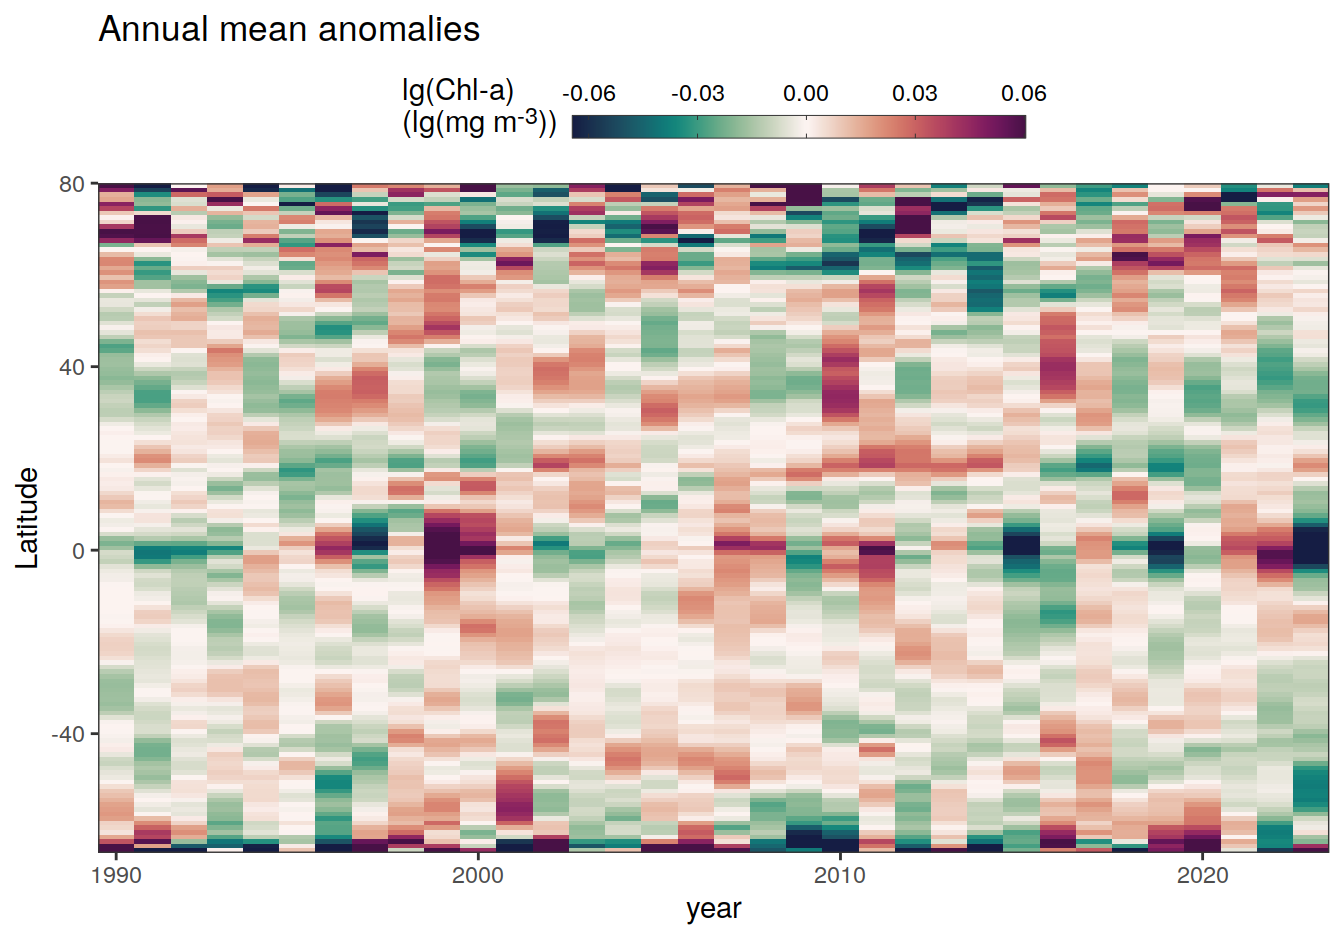 Annual mean anomalies
lg(Chl-a)
(lg(mg m-3))
-0.06 -0.03 0.00 0.03 0.06
80
40
0
-40
Latitude
1990 2000 2010 2020
year